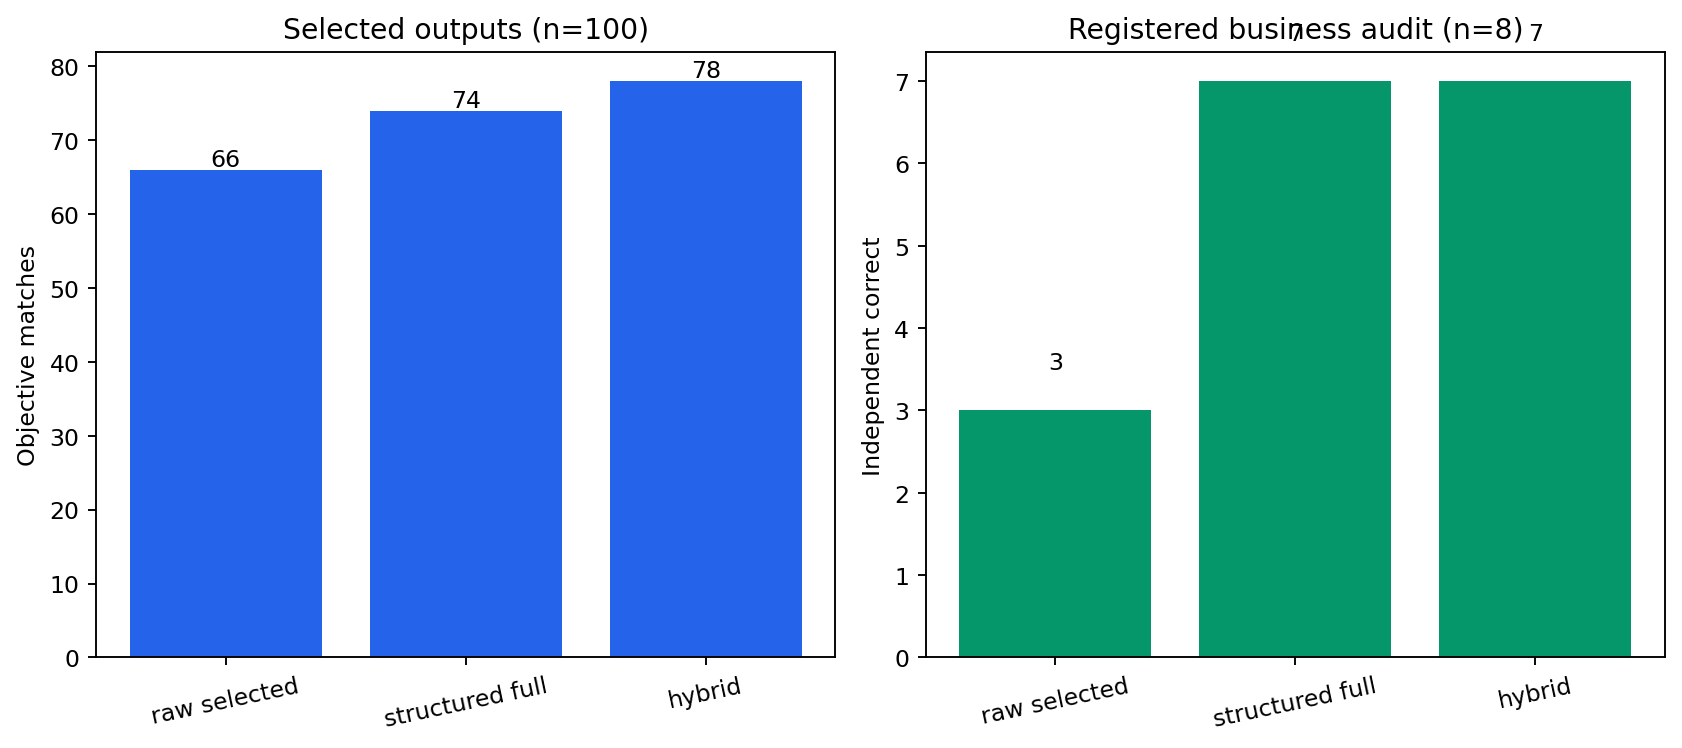 Selected outputs (n=100)
Objective matches
80
70
60
50
40
30
20
10
0
66
74
78
raw selected
structured full
hybrid
Registered business audit (n=8)
7
7
Independent correct
7
6
5
4
3
2
1
0
3
raw selected
structured full
hybrid